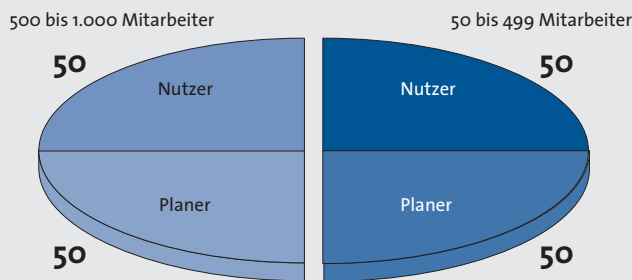 500 bis 1.000 Mitarbeiter
50 bis 499 Mitarbeiter
50
50
Nutzer
Nutzer
Planer
Planer
50
50